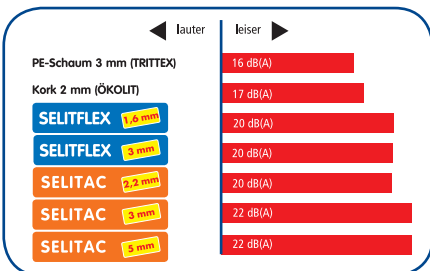 lauter leiser
PE-Schaum 3 mm (TRITTEX) 16 dB(A)
Kork 2 mm (ÖKOLIT) 17 dB(A)
SELITFLEX 1,6 mm 20 dB(A)
SELITFLEX 3 mm 20 dB(A)
SELITAC 2,2 mm 20 dB(A)
SELITAC 3 mm 22 dB(A)
SELITAC 5 mm 22 dB(A)